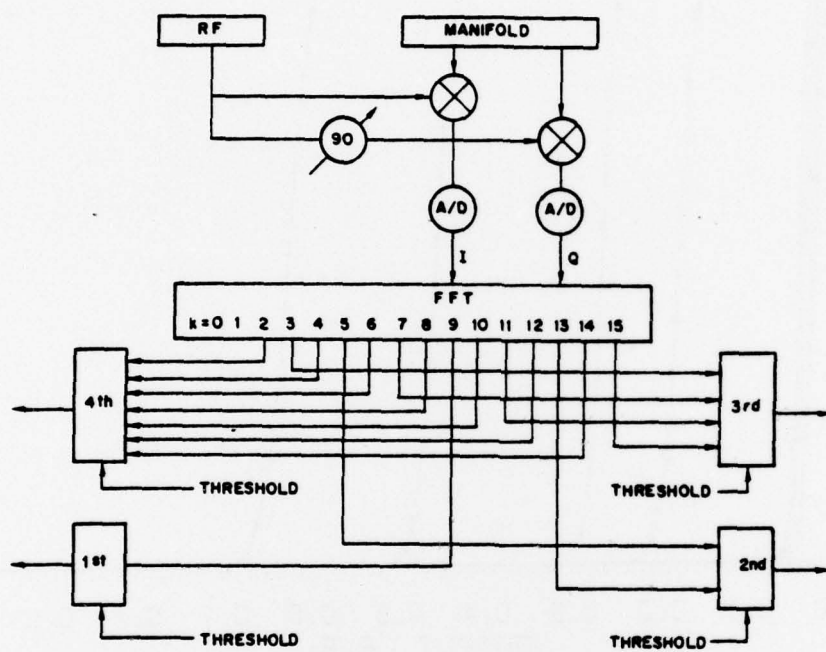 RF MANIFOLD
90
A/D A/D
I Q
FFT
k=0 1 2 3 4 5 6 7 8 9 10 11 12 13 14 15
4th 3rd
THRESHOLD THRESHOLD
1st 2nd
THRESHOLD THRESHOLD